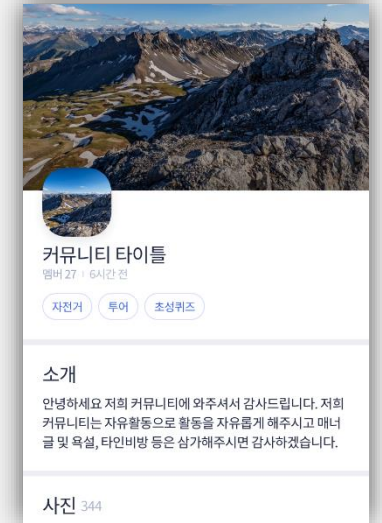 커뮤니티 타이틀
멤버 27 | 6시간 전
자전거 투어 초성퀴즈
소개
안녕하세요 저희 커뮤니티에 와주셔서 감사드립니다. 저희
커뮤니티는 자유활동으로 활동을 자유롭게 해주시고 매너
글 및 욕설, 타인비방 등은 삼가해주시면 감사하겠습니다.
사진 344